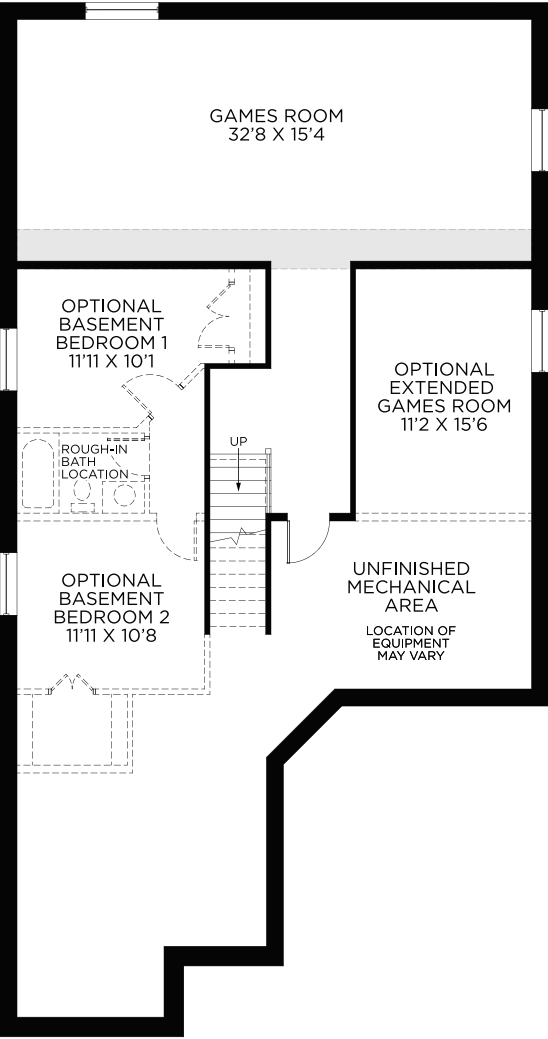 GAMES ROOM
32'8 X 15'4
OPTIONAL
BASEMENT
BEDROOM 1
11'11 X 10'1
OPTIONAL
EXTENDED
GAMES ROOM
11'2 X 15'6
ROUGH-IN
BATH
LOCATION
UP
OPTIONAL
BASEMENT
BEDROOM 2
11'11 X 10'8
UNFINISHED
MECHANICAL
AREA
LOCATION OF
EQUIPMENT
MAY VARY